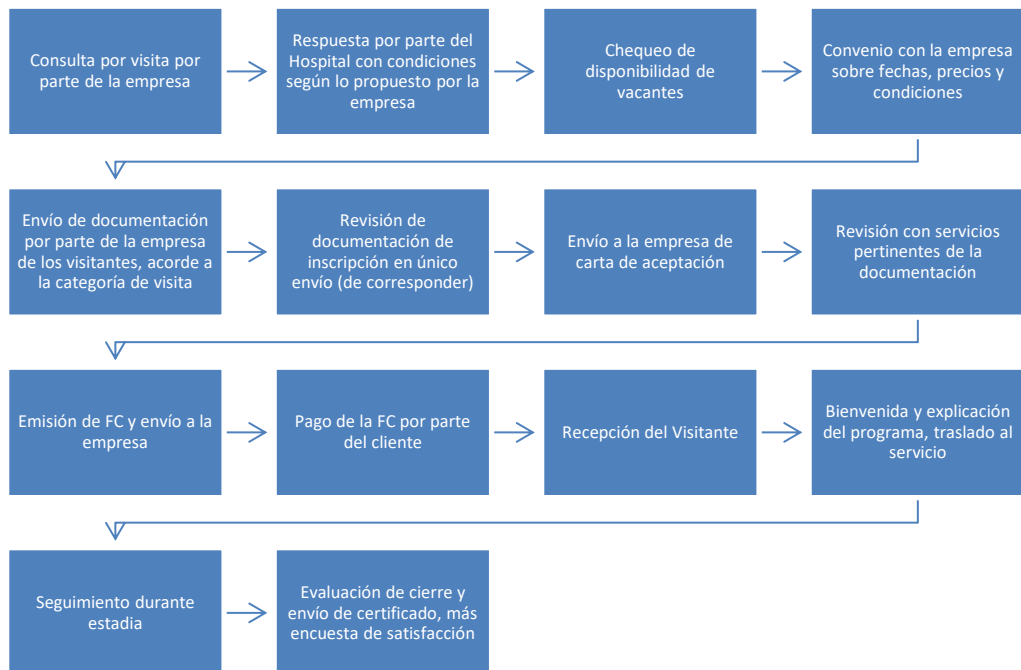 Consulta por visita por
parte de la empresa
Respuesta por parte del
Hospital con condiciones
según lo propuesto por la
empresa
Chequeo de
disponibilidad de
vacantes
Convenio con la empresa
sobre fechas, precios y
condiciones
Envío de documentación
por parte de la empresa
de los visitantes, acorde a
la categoría de visita
Revisión de
documentación de
inscripción en único
envío (de corresponder)
Envío a la empresa de
carta de aceptación
Revisión con servicios
pertinentes de la
documentación
Emisión de FC y envío a la
empresa
Pago de la FC por parte
del cliente
Recepción del Visitante
Bienvenida y explicación
del programa, traslado al
servicio
Seguimiento durante
estadia
Evaluación de cierre y
envío de certificado, más
encuesta de satisfacción